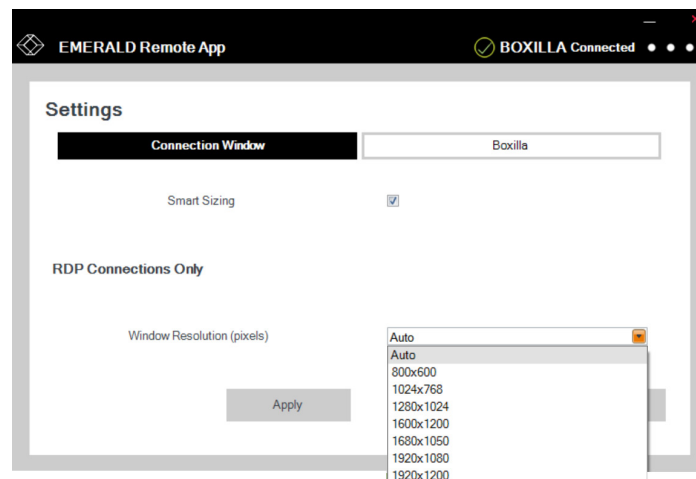 EMERALD Remote App
BOXILLA Connected
Settings
Connection Window
Boxilla
Smart Sizing
RDP Connections Only
Window Resolution (pixels)
Auto
Auto
800x600
1024x768
1280x1024
1600x1200
1680x1050
1920x1080
1920x1200
Apply